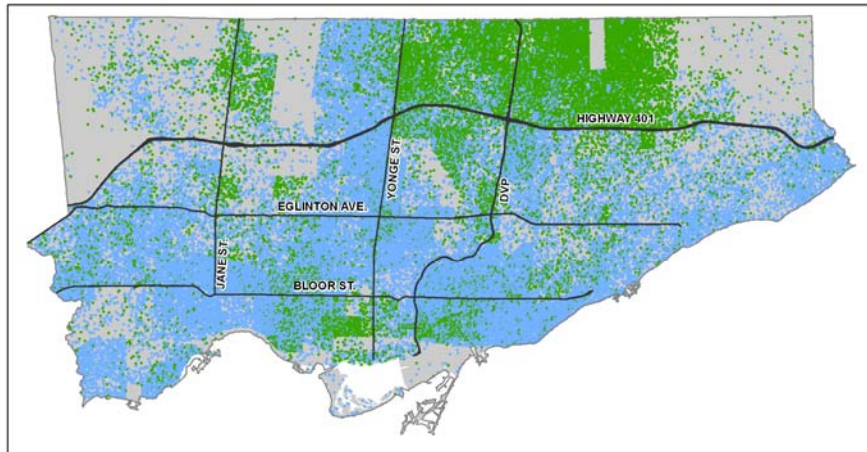 HIGHWAY 401
YONGE ST.
DVP
EGLINTON AVE.
JANE ST.
BLOOR ST.